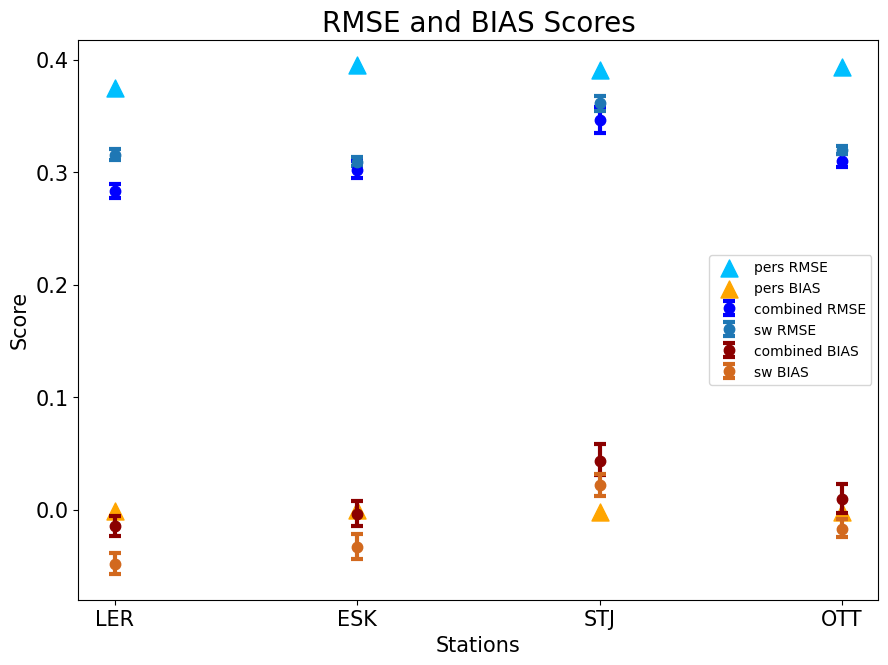 RMSE and BIAS Scores
0.4
0.3
0.2
0.1
0.0
Score
pers RMSE
pers BIAS
combined RMSE
sw RMSE
combined BIAS
sw BIAS
LER ESK STJ OTT
Stations